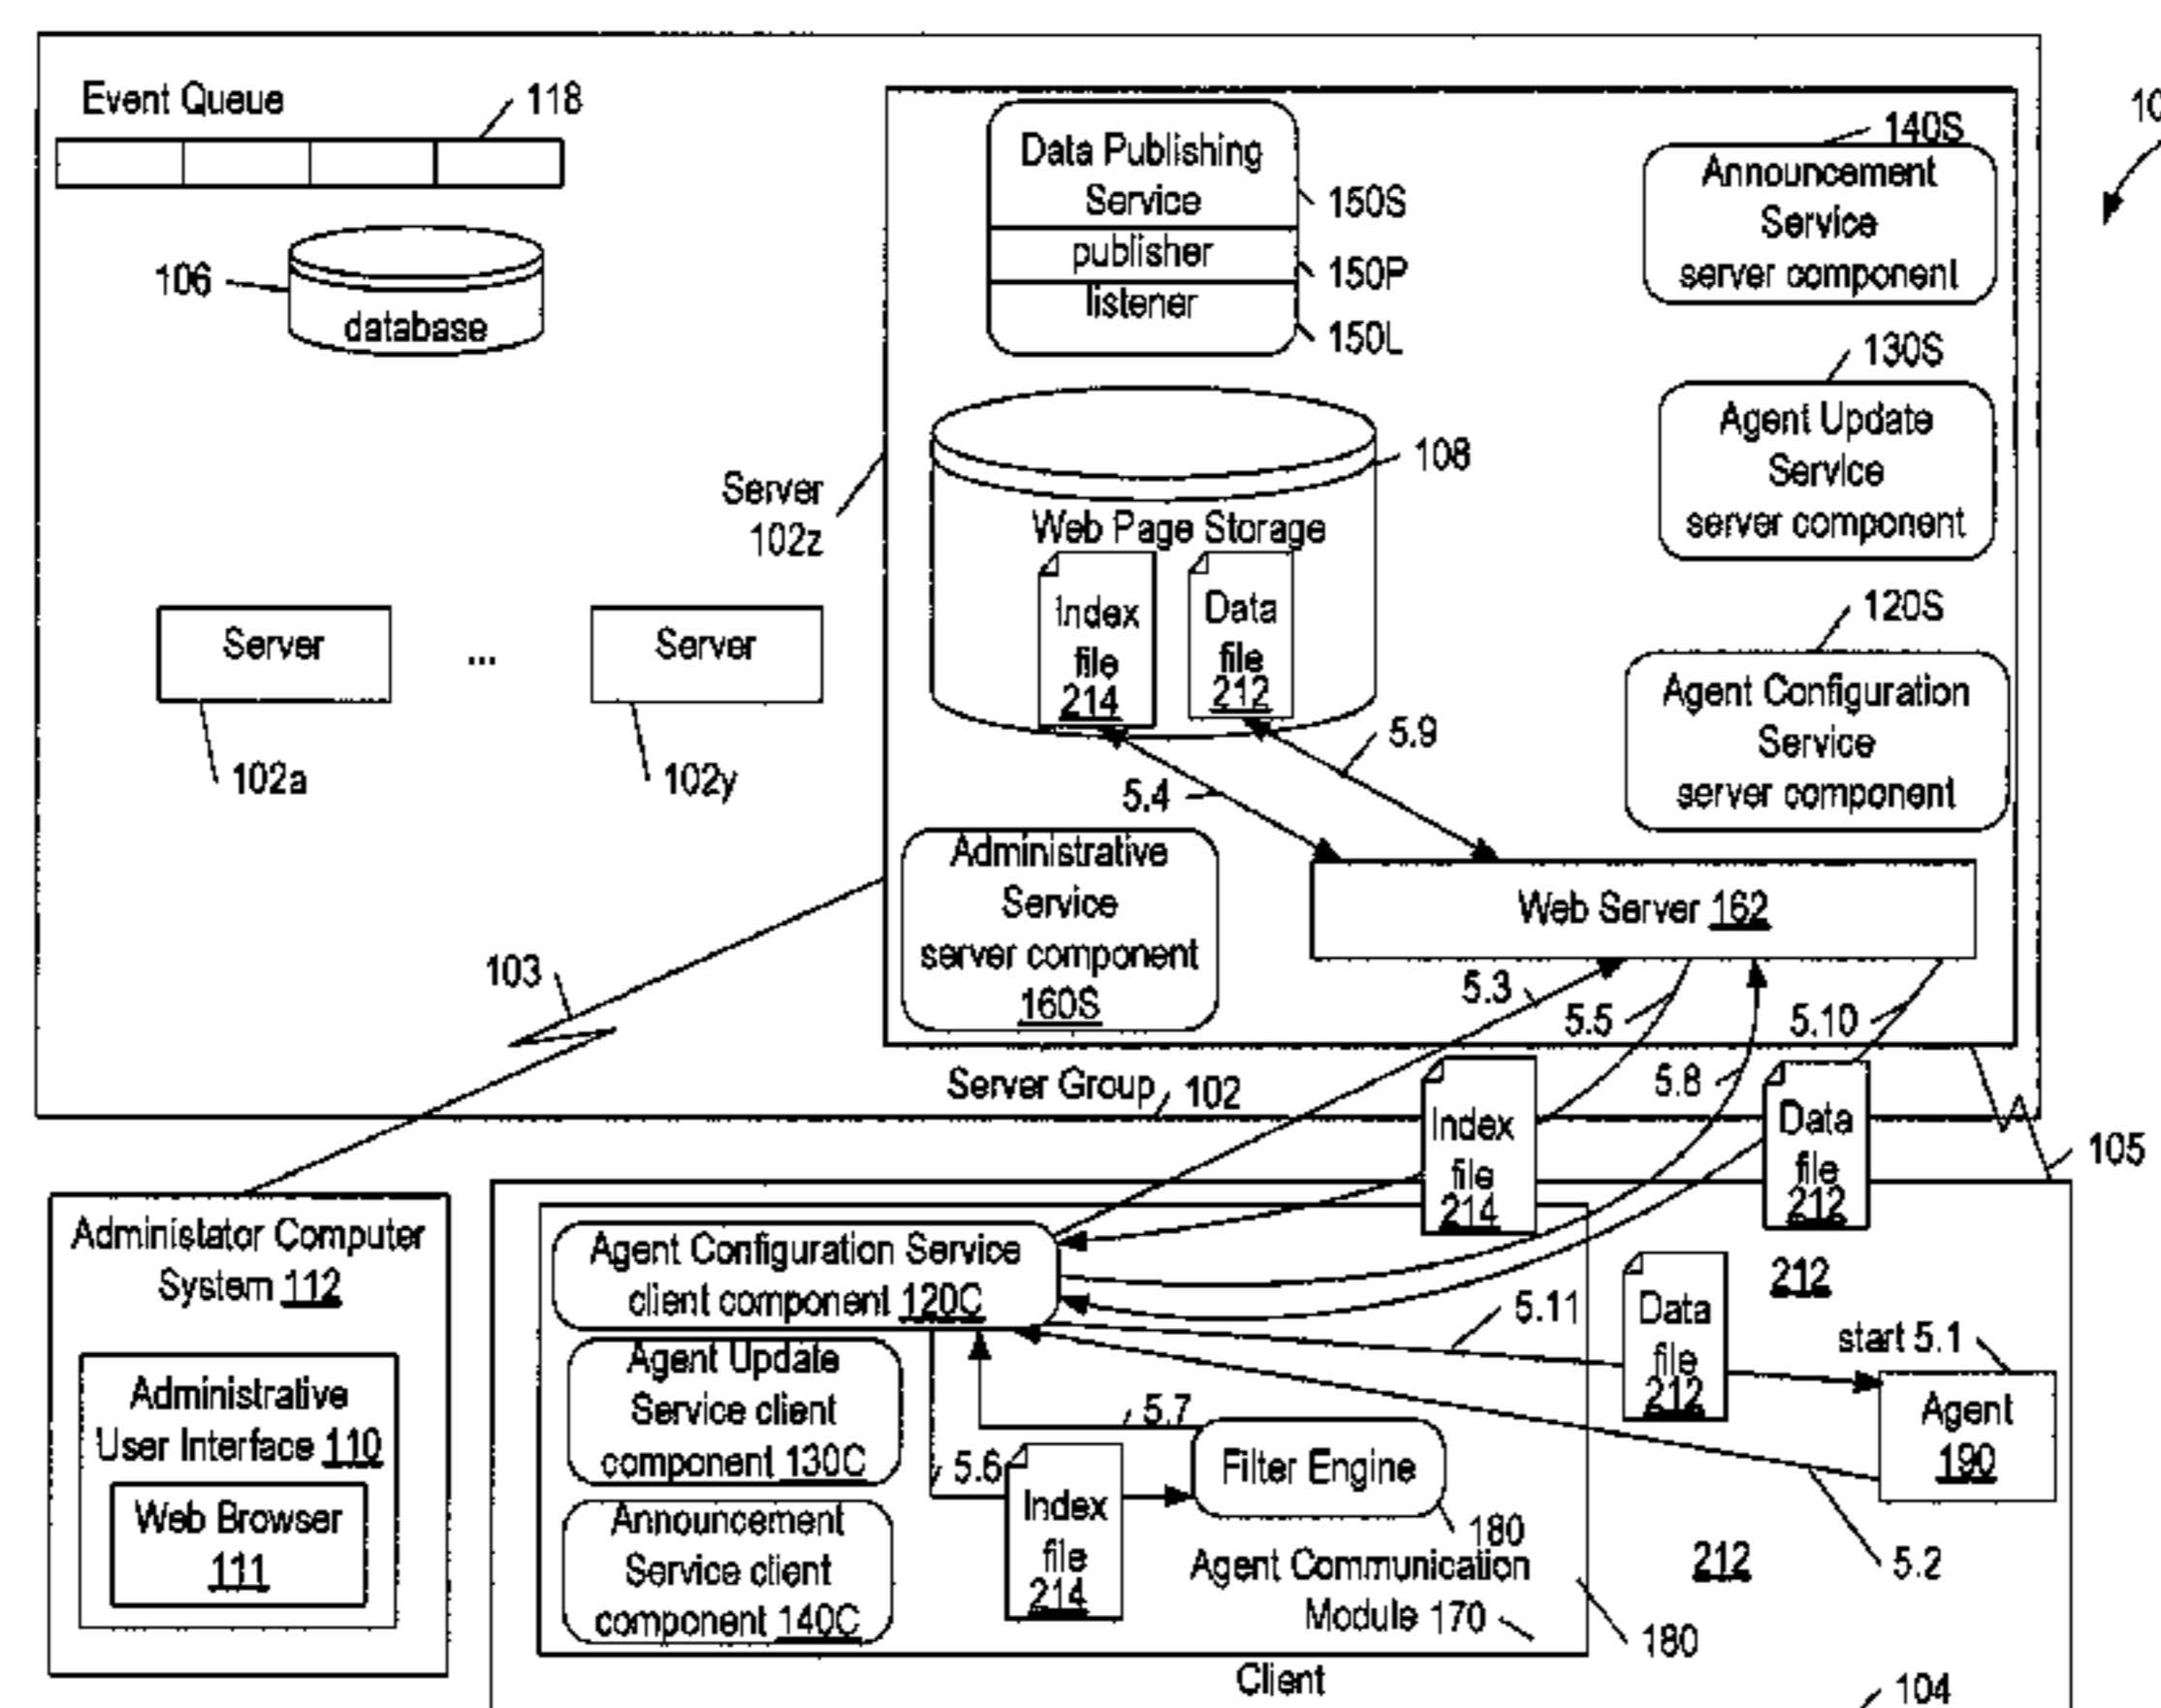 Event Queue
118
106
database
Server
102a
...
Server
102y
Server
102z
Data Publishing
Service
150S
publisher
150P
listener
150L
140S
Announcement
Service
server component
130S
Agent Update
Service
server component
120S
Agent Configuration
Service
server component
108
Web Page Storage
Index
file
214
Data
file
212
5.4
5.9
Administrative
Service
server component
160S
Web Server 162
103
5.3
5.5
5.10
5.8
Server Group
102
10
105
Index
file
214
Data
file
212
212
Administator Computer
System 112
Administrative
User Interface 110
Web Browser
111
Agent Configuration Service
client component 120C
Agent Update
Service client
component 130C
Announcement
Service client
component 140C
5.6
5.7
Index
file
214
Filter Engine
180
Agent Communication
Module 170
180
5.11
Data
file
212
start 5.1
Agent
190
5.2
212
Client
104